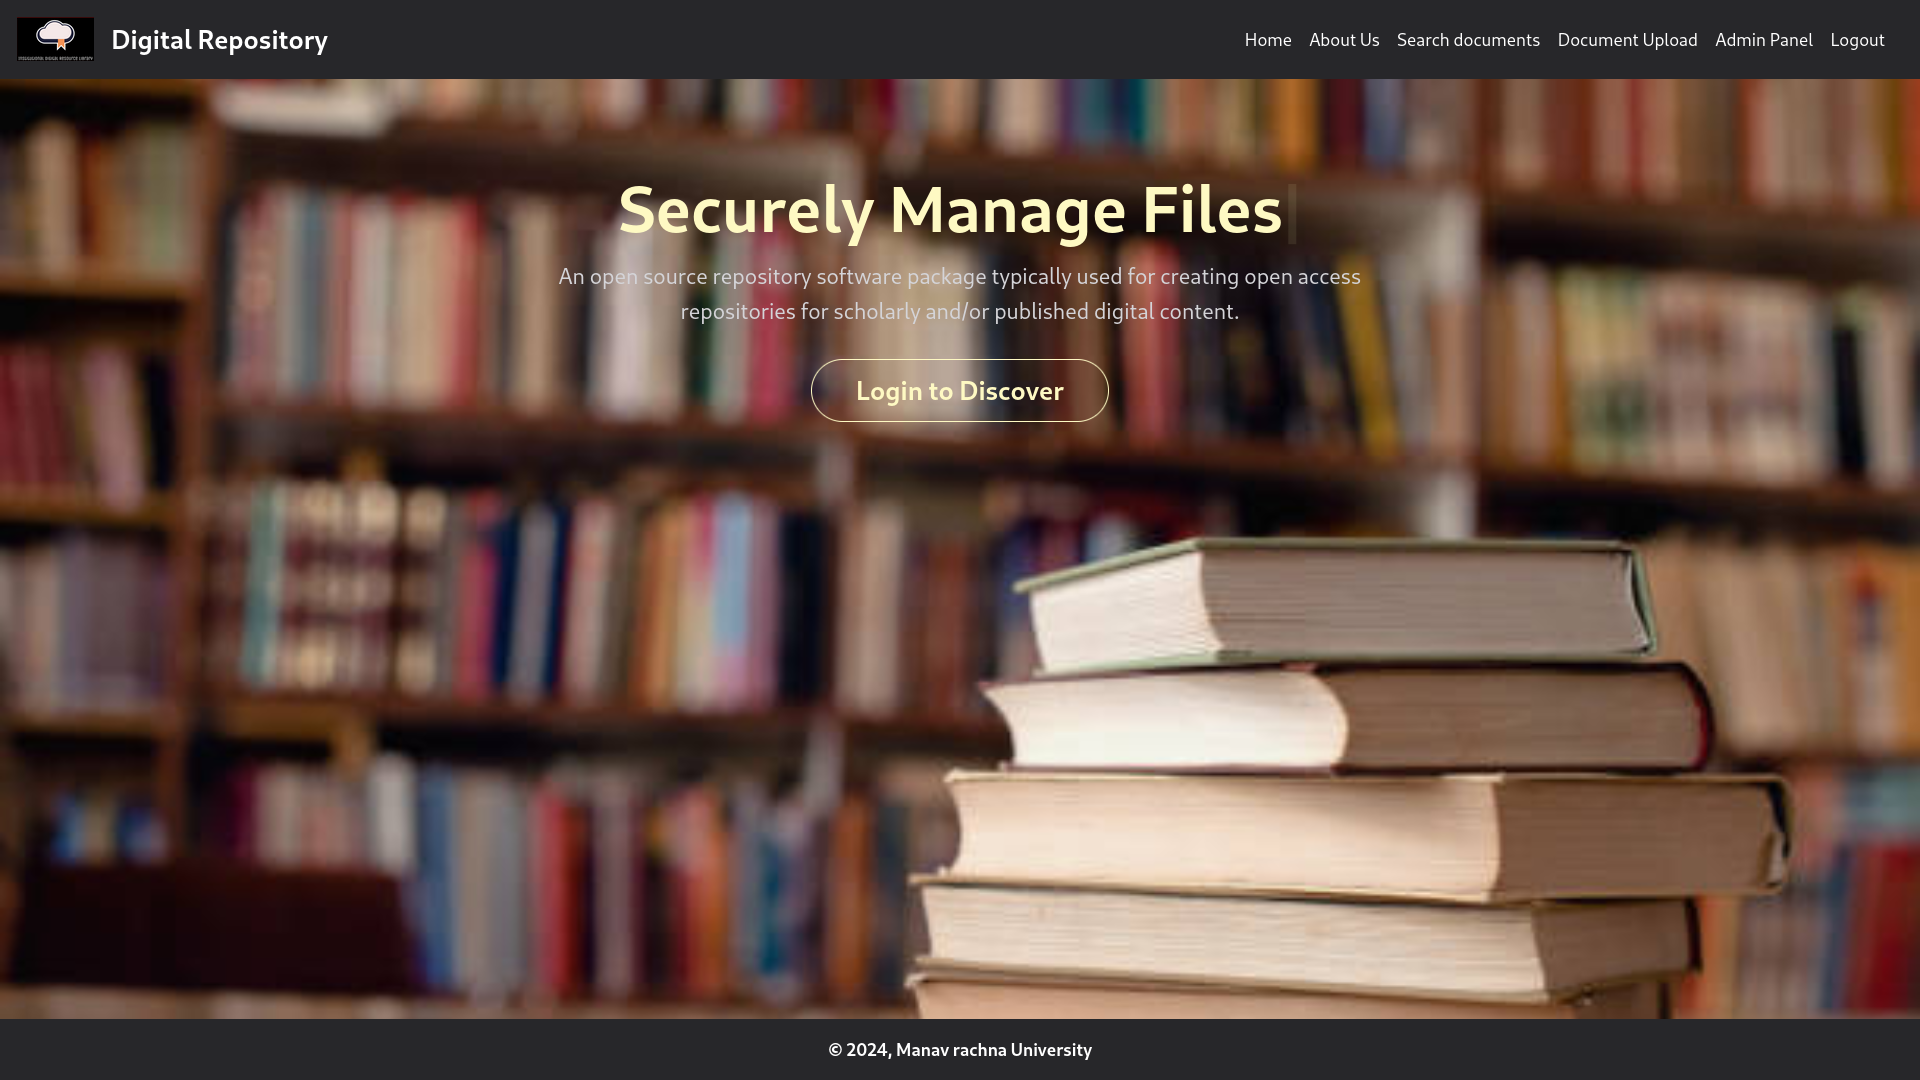 Digital Repository
Home About Us Search documents Document Upload Admin Panel Logout
Securely Manage Files
An open source repository software package typically used for creating open access
repositories for scholarly and/or published digital content.
Login to Discover
© 2024, Manav rachna University